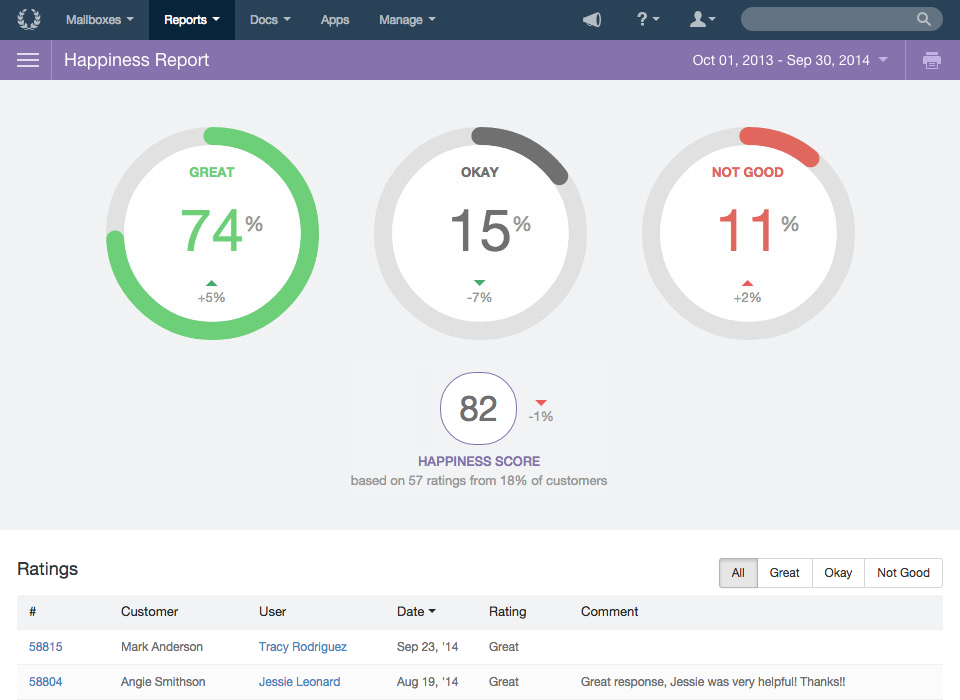 Mailboxes Reports Docs Apps Manage ?
Happiness Report Oct 01, 2013 - Sep 30, 2014
GREAT OKAY NOT GOOD
74% 15% 11%
+5% -7% +2%
82 -1%
HAPPINESS SCORE
based on 57 ratings from 18% of customers
Ratings All Great Okay Not Good
# Customer User Date Rating Comment
58815 Mark Anderson Tracy Rodriguez Sep 23, '14 Great
58804 Angie Smithson Jessie Leonard Aug 19, '14 Great Great response, Jessie was very helpful! Thanks!!